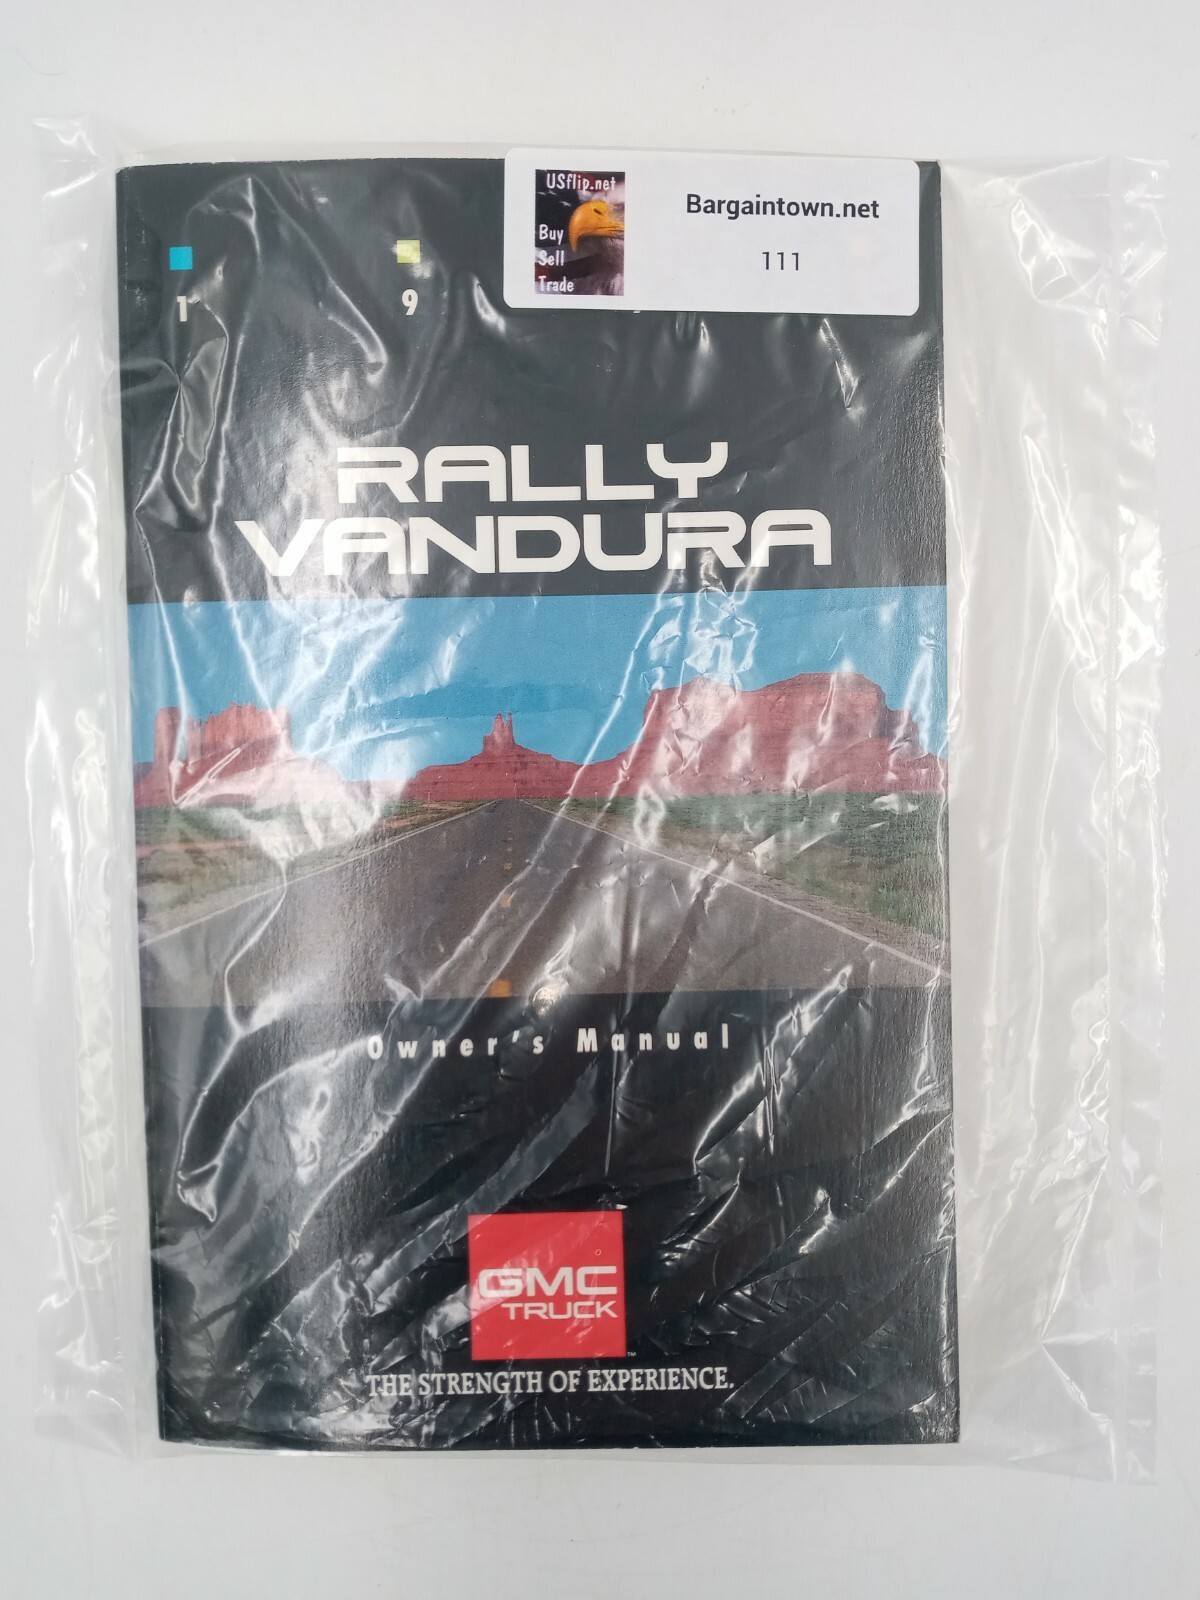 USflip.net
Buy
Sell
Trade
Bargaintown.net
111
1 9
RALLY
VANDURA
Owner's Manual
GMC
TRUCK
™
THE STRENGTH OF EXPERIENCE.